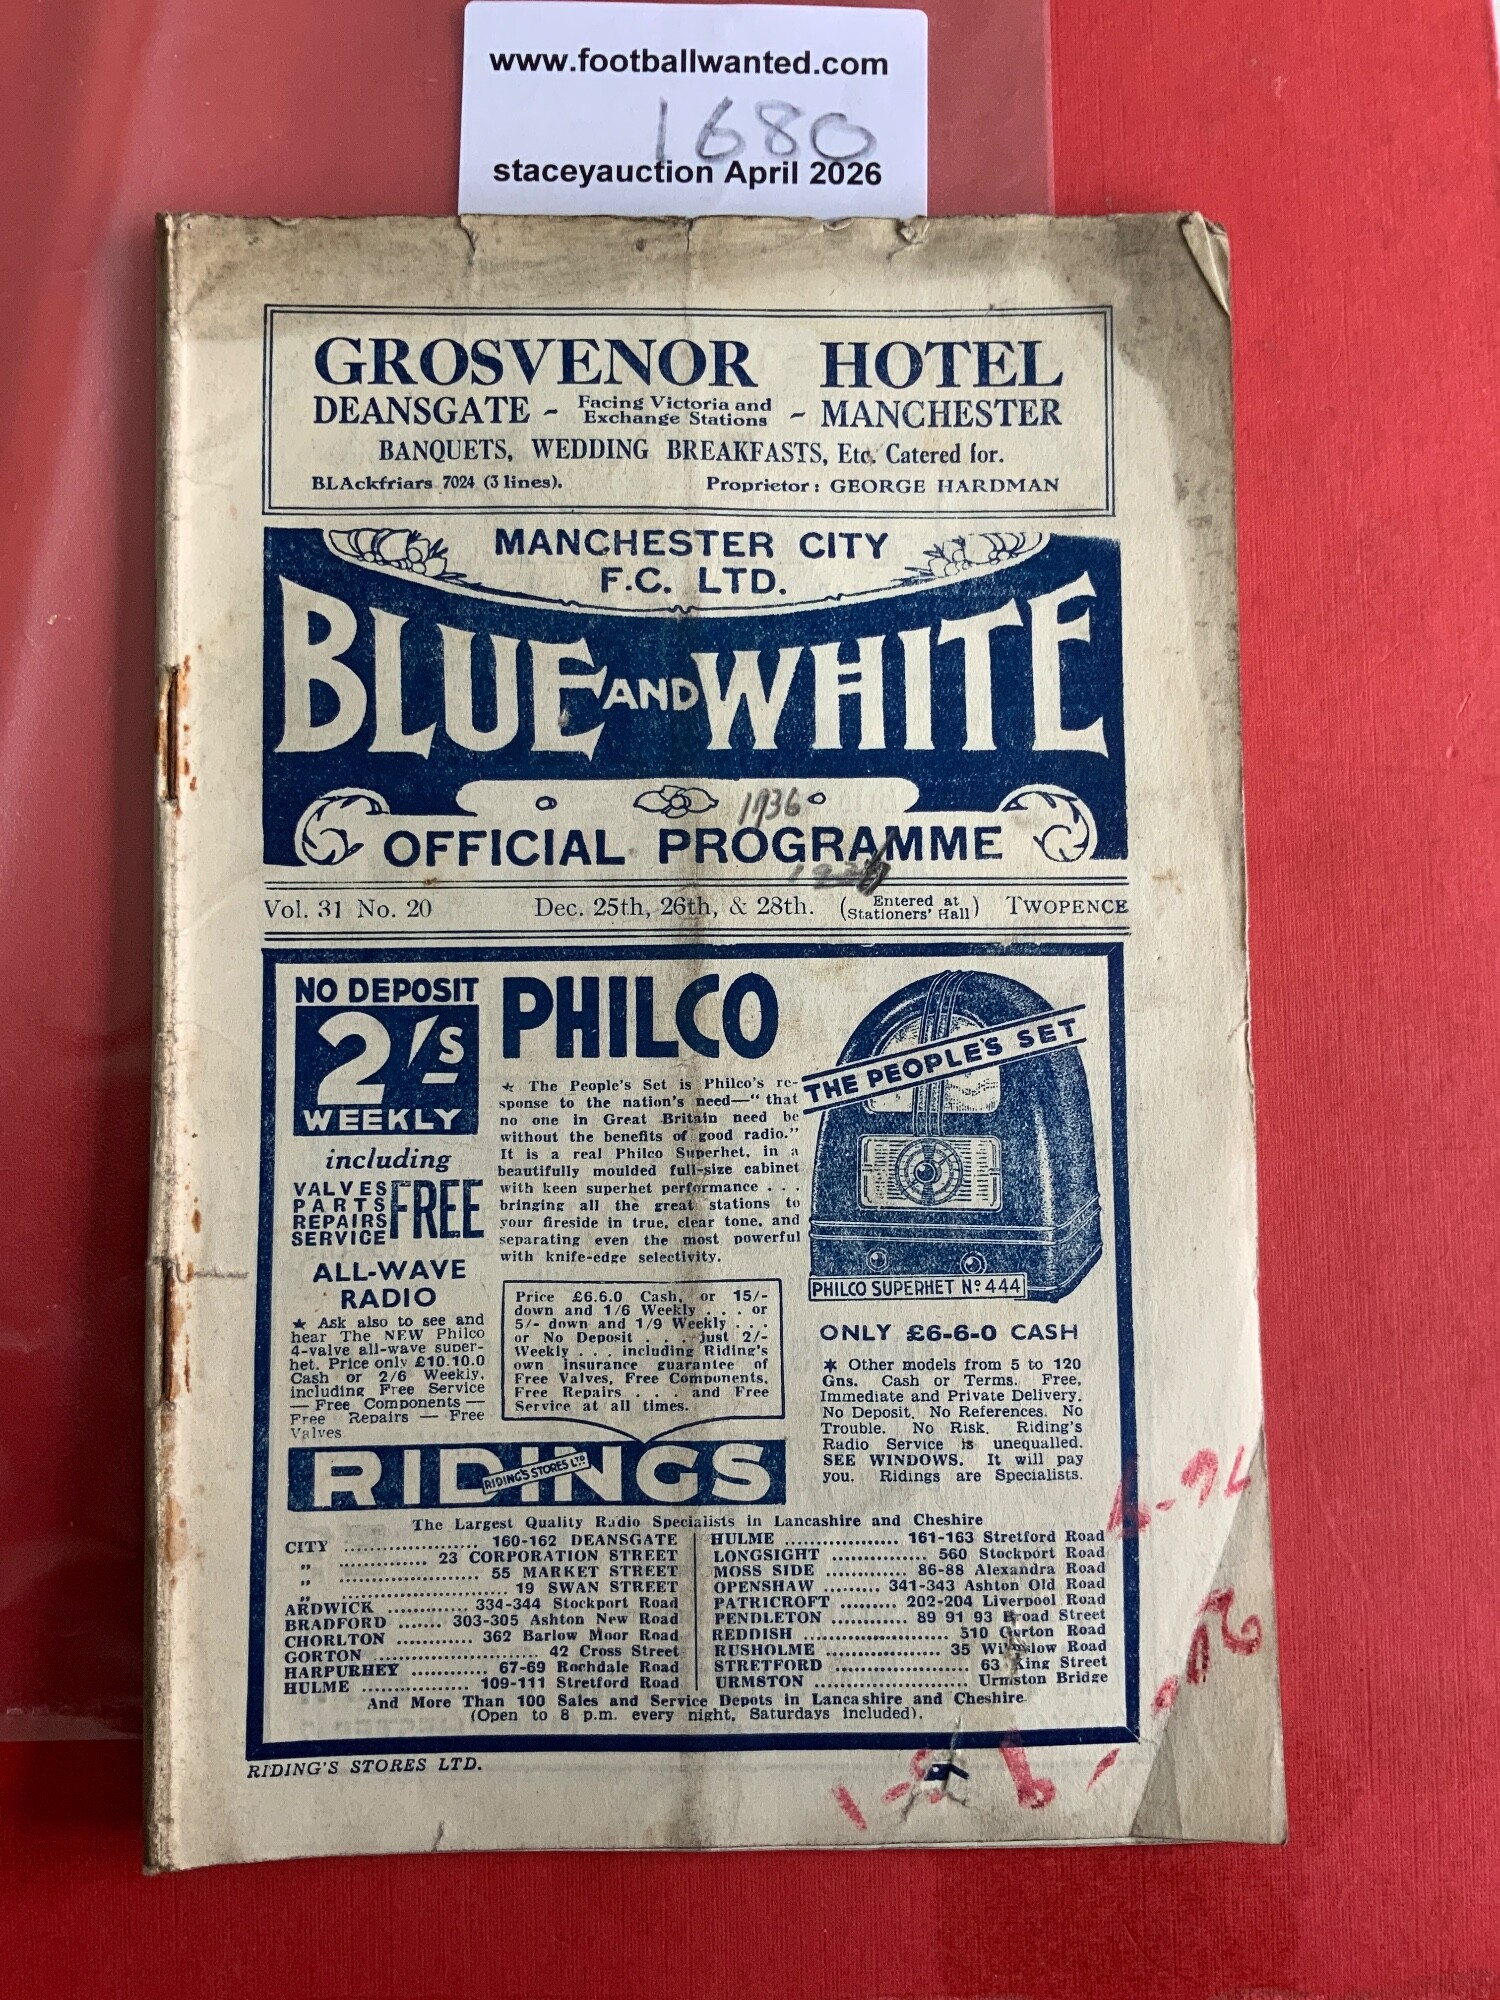 www.footballwanted.com
1680
staceyauction April 2026
GROSVENOR HOTEL
DEANSGATE - Facing Victoria and Exchange Stations - MANCHESTER
BANQUETS, WEDDING BREAKFASTS, Etc. Catered for.
BLAckfriars 7024 (3 lines). Proprietor: GEORGE HARDMAN
MANCHESTER CITY
F.C. LTD.
BLUE AND WHITE
1936
OFFICIAL PROGRAMME
Vol. 31 No. 20 Dec. 25th, 26th, & 28th. (Entered at Stationers' Hall) TWOPENCE
NO DEPOSIT
2/s
WEEKLY
including
VALVES
PARTS
REPAIRS
SERVICE
FREE
ALL-WAVE
RADIO
★ Ask also to see and
hear The NEW Philco
4-valve all-wave super-
het. Price only £10.10.0
Cash or 2/6 Weekly,
including Free Service
— Free Components —
Free Repairs — Free
Valves
PHILCO
★ The People's Set is Philco's re-
sponse to the nation's need—"that
no one in Great Britain need be
without the benefits of good radio."
It is a real Philco Superhet, in a
beautifully moulded full-size cabinet
with keen superhet performance . . .
bringing all the great stations to
your fireside in true, clear tone, and
separating even the most powerful
with knife-edge selectivity.
Price £6.6.0 Cash, or 15/-
down and 1/6 Weekly . . . or
5/- down and 1/9 Weekly . . .
or No Deposit . . . just 2/-
Weekly . . . including Riding's
own insurance guarantee of
Free Valves, Free Components,
Free Repairs . . . and Free
Service at all times.
THE PEOPLE'S SET
PHILCO SUPERHET Nº 444
ONLY £6-6-0 CASH
★ Other models from 5 to 120
Gns. Cash or Terms. Free,
Immediate and Private Delivery.
No Deposit. No References. No
Trouble. No Risk. Riding's
Radio Service is unequalled.
SEE WINDOWS. It will pay
you. Ridings are Specialists.
RIDINGS
RIDING'S STORES LTD
The Largest Quality Radio Specialists in Lancashire and Cheshire
CITY .................... 160-162 DEANSGATE
" .............. 23 CORPORATION STREET
" ................. 55 MARKET STREET
" .................... 19 SWAN STREET
ARDWICK ............ 334-344 Stockport Road
BRADFORD ....... 303-305 Ashton New Road
CHORLTON ........... 362 Barlow Moor Road
GORTON ......................... 42 Cross Street
HARPURHEY ............ 67-69 Rochdale Road
HULME ................. 109-111 Stretford Road
HULME ................... 161-163 Stretford Road
LONGSIGHT ............... 560 Stockport Road
MOSS SIDE ............. 86-88 Alexandra Road
OPENSHAW ......... 341-343 Ashton Old Road
PATRICROFT ......... 202-204 Liverpool Road
PENDLETON ............ 89 91 93 Broad Street
REDDISH ....................... 510 Gorton Road
RUSHOLME .................... 35 Wilmslow Road
STRETFORD ...................... 63 King Street
URMSTON ......................... Urmston Bridge
And More Than 100 Sales and Service Depots in Lancashire and Cheshire
(Open to 8 p.m. every night, Saturdays included).
RIDING'S STORES LTD.